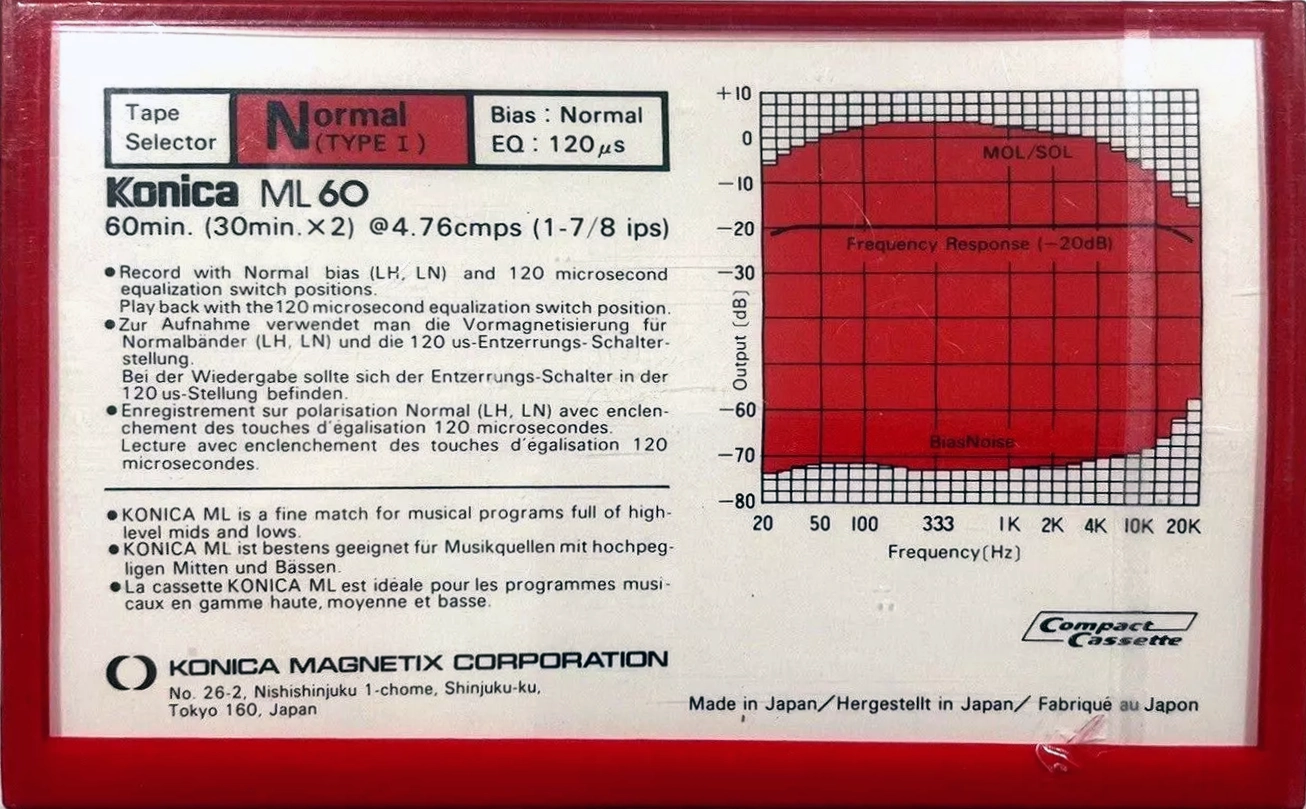 Tape
Selector
Normal
(TYPE I)
Bias : Normal
EQ : 120μs
Konica ML 60
60min. (30min.×2) @4.76cmps (1-7/8 ips)
●Record with Normal bias (LH, LN) and 120 microsecond
equalization switch positions.
Play back with the 120 microsecond equalization switch position.
●Zur Aufnahme verwendet man die Vormagnetisierung für
Normalbänder (LH, LN) und die 120 us-Entzerrungs-Schalter-
stellung.
Bei der Wiedergabe sollte sich der Entzerrungs-Schalter in der
120 us-Stellung befinden.
●Enregistrement sur polarisation Normal (LH, LN) avec enclen-
chement des touches d'égalisation 120 microsecondes.
Lecture avec enclenchement des touches d'égalisation 120
microsecondes.
●KONICA ML is a fine match for musical programs full of high-
level mids and lows.
●KONICA ML ist bestens geeignet für Musikquellen mit hochpeg-
ligen Mitten und Bässen.
●La cassette KONICA ML est idéale pour les programmes musi-
caux en gamme haute, moyenne et basse.
KONICA MAGNETIX CORPORATION
No. 26-2, Nishishinjuku 1-chome, Shinjuku-ku,
Tokyo 160, Japan
+10
0
−10
−20
−30
−60
−70
−80
Output (dB)
MOL/SOL
Frequency Response (−20dB)
BiasNoise
20 50 100 333 1K 2K 4K 10K 20K
Frequency(Hz)
Compact
Cassette
Made in Japan/Hergestellt in Japan/ Fabriqué au Japon